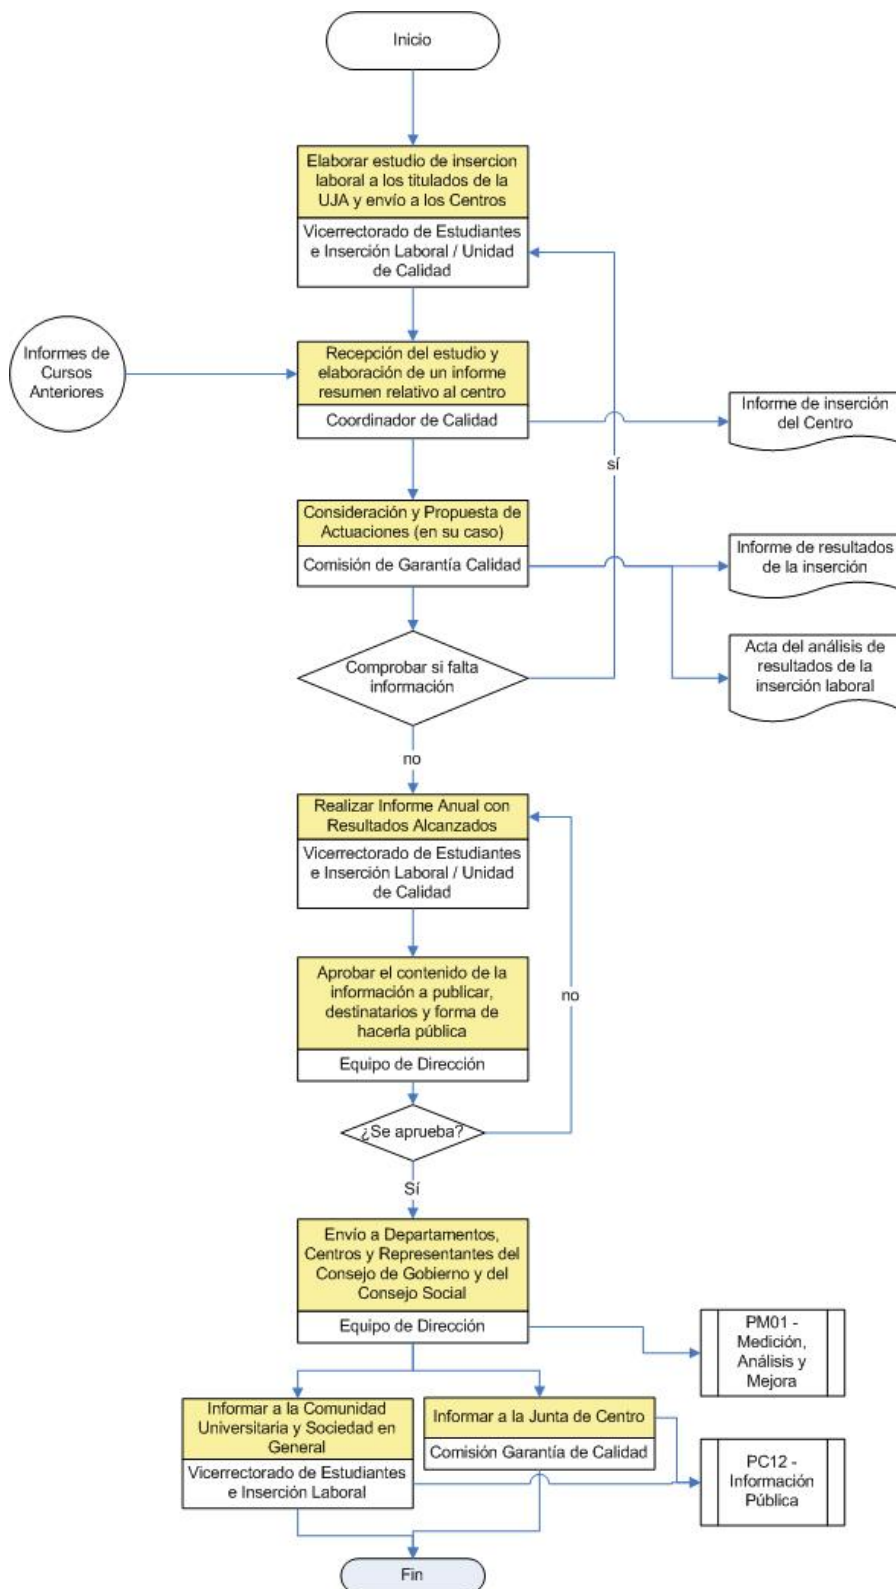 Inicio
Elaborar estudio de insercion
laboral a los titulados de la
UJA y envío a los Centros
Vicerrectorado de Estudiantes
e Inserción Laboral / Unidad
de Calidad
Informes de
Cursos
Anteriores
Recepción del estudio y
elaboración de un informe
resumen relativo al centro
Coordinador de Calidad
Informe de inserción
del Centro
sí
Consideración y Propuesta de
Actuaciones (en su caso)
Comisión de Garantía Calidad
Informe de resultados
de la inserción
Acta del análisis de
resultados de la
inserción laboral
Comprobar si falta
información
no
Realizar Informe Anual con
Resultados Alcanzados
Vicerrectorado de Estudiantes
e Inserción Laboral / Unidad
de Calidad
Aprobar el contenido de la
información a publicar,
destinatarios y forma de
hacerla pública
Equipo de Dirección
no
¿Se aprueba?
Sí
Envío a Departamentos,
Centros y Representantes del
Consejo de Gobierno y del
Consejo Social
Equipo de Dirección
PM01 -
Medición,
Análisis y
Mejora
Informar a la Comunidad
Universitaria y Sociedad en
General
Vicerrectorado de Estudiantes
e Inserción Laboral
Informar a la Junta de Centro
Comisión Garantía de Calidad
PC12 -
Información
Pública
Fin